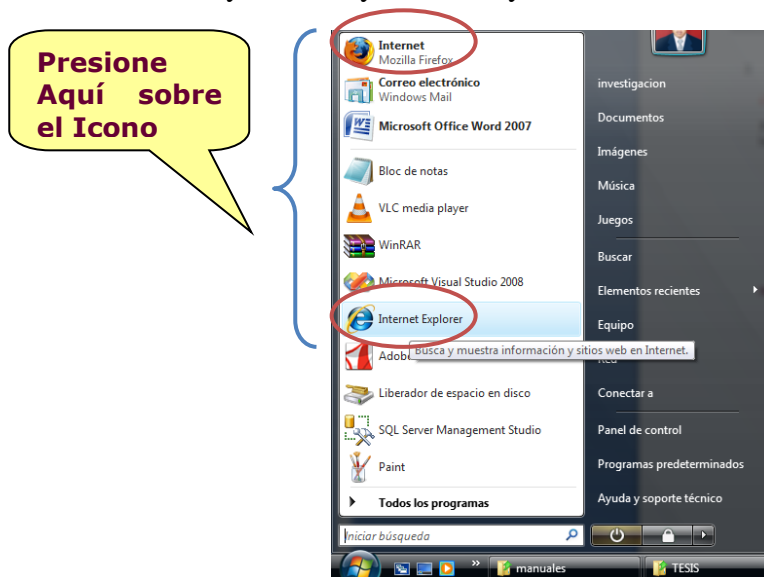 Presione
Aquí sobre
el Icono
Internet
Mozilla Firefox
Correo electrónico
Windows Mail
Microsoft Office Word 2007
Bloc de notas
VLC media player
WinRAR
Microsoft Visual Studio 2008
Internet Explorer
Busca y muestra información y sitios web en Internet.
Adobe
Liberador de espacio en disco
SQL Server Management Studio
Paint
Todos los programas
Iniciar búsqueda
investigacion
Documentos
Imágenes
Música
Juegos
Buscar
Elementos recientes
Equipo
Red
Conectar a
Panel de control
Programas predeterminados
Ayuda y soporte técnico
manuales
TESIS